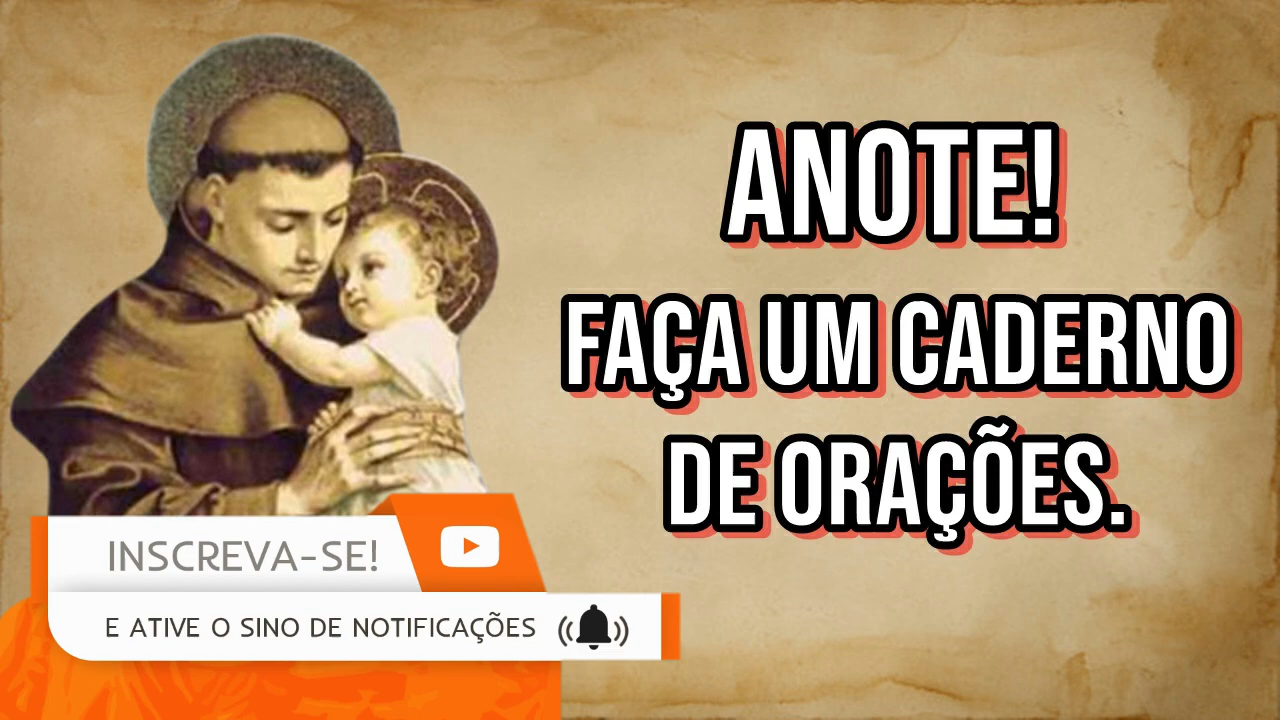 ANOTE!
FAÇA UM CADERNO
DE ORAÇÕES.
INSCREVA-SE!
E ATIVE O SINO DE NOTIFICAÇÕES